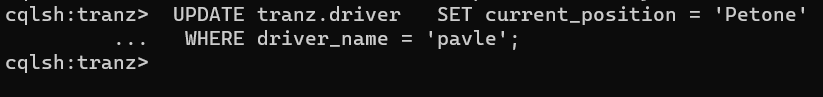 cqlsh:tranz>  UPDATE tranz.driver   SET current_position = 'Petone'
         ...   WHERE driver_name = 'pavle';
cqlsh:tranz>